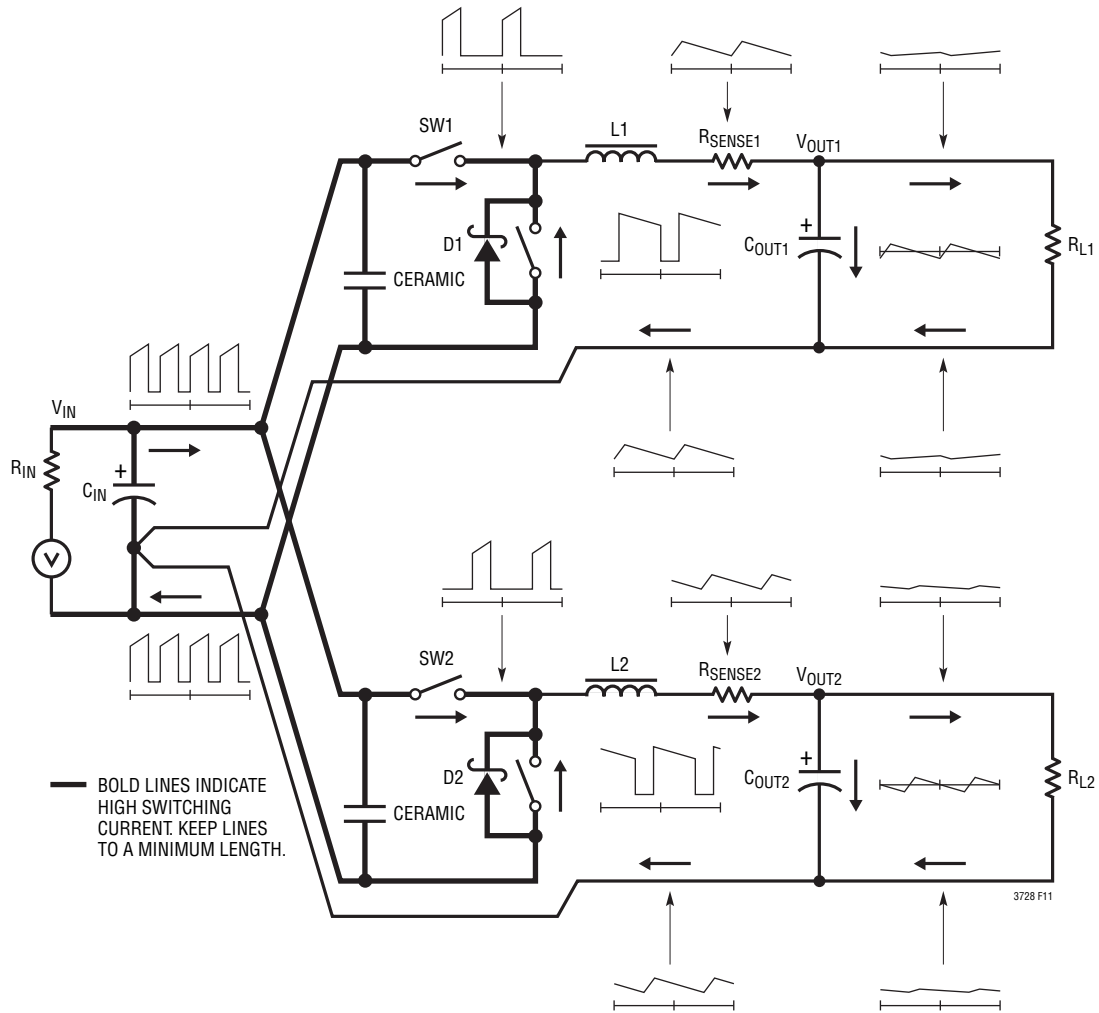 SW1
L1
RSENSE1
VOUT1
D1
CERAMIC
COUT1
RL1
VIN
RIN
CIN
+
+
V
SW2
L2
RSENSE2
VOUT2
D2
CERAMIC
COUT2
+
RL2
BOLD LINES INDICATE
HIGH SWITCHING
CURRENT. KEEP LINES
TO A MINIMUM LENGTH.
3728 F11